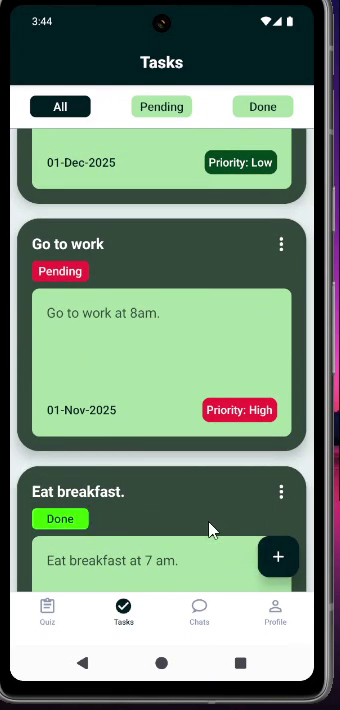 3:44
Tasks
All
Pending
Done
01-Dec-2025
Priority: Low
Go to work
Pending
Go to work at 8am.
01-Nov-2025
Priority: High
Eat breakfast.
Done
Eat breakfast at 7 am.
+
Quiz
Tasks
Chats
Profile